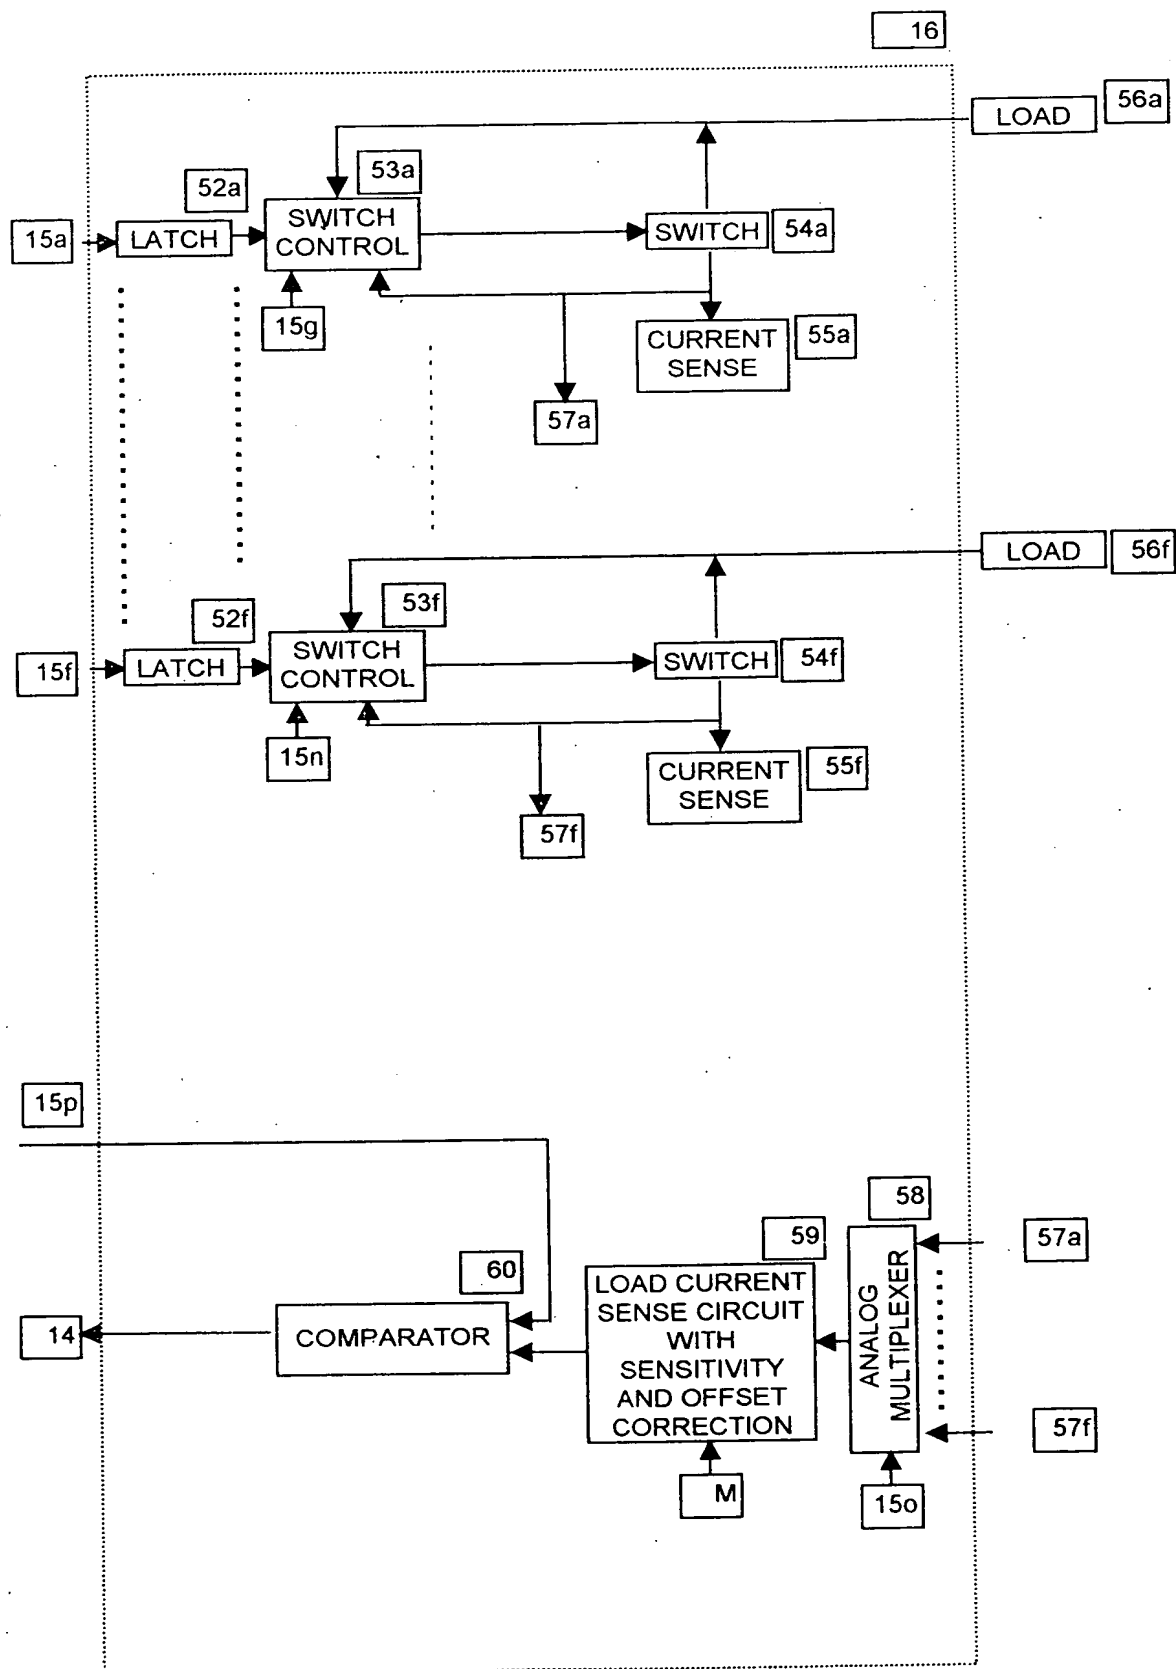 16
LOAD
56a
53a
52a
15a
LATCH
SWITCH
CONTROL
SWITCH
54a
15g
CURRENT
SENSE
55a
57a
LOAD
56f
53f
52f
15f
LATCH
SWITCH
CONTROL
SWITCH
54f
15n
CURRENT
SENSE
55f
57f
15p
58
59
60
57a
14
COMPARATOR
LOAD CURRENT
SENSE CIRCUIT
WITH
SENSITIVITY
AND OFFSET
CORRECTION
ANALOG
MULTIPLEXER
57f
M
15o